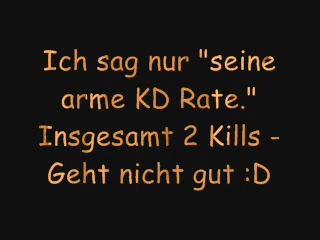 Ich sag nur "seine
arme KD Rate."
Insgesamt 2 Kills -
Geht nicht gut :D